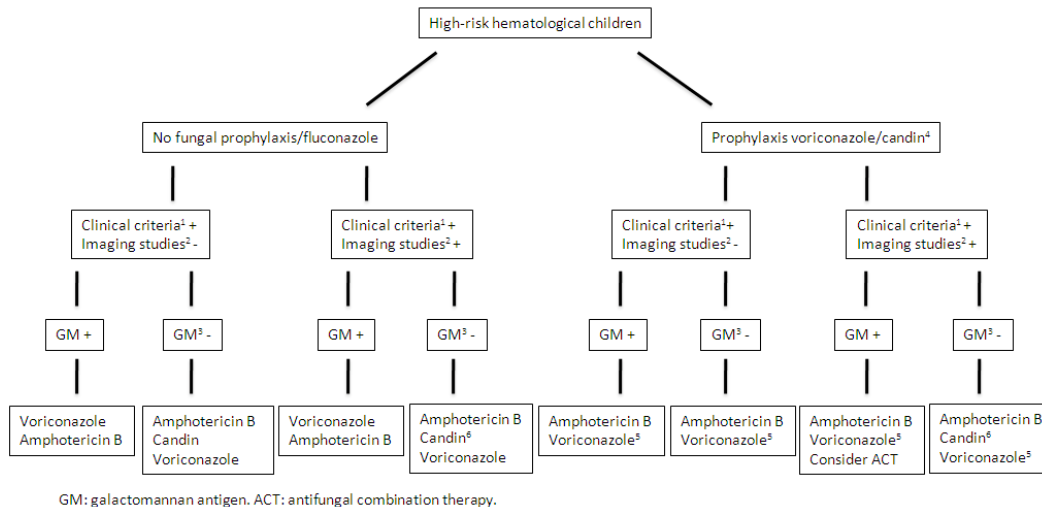 High-risk hematological children
No fungal prophylaxis/fluconazole
Prophylaxis voriconazole/candin⁴
Clinical criteria¹ +
Imaging studies² -
Clinical criteria¹ +
Imaging studies² +
Clinical criteria¹+
Imaging studies² -
Clinical criteria¹ +
Imaging studies² +
GM +
GM³ -
GM +
GM³ -
GM +
GM³ -
GM +
GM³ -
Voriconazole
Amphotericin B
Amphotericin B
Candin
Voriconazole
Voriconazole
Amphotericin B
Amphotericin B
Candin⁶
Voriconazole
Amphotericin B
Voriconazole⁵
Amphotericin B
Voriconazole⁵
Amphotericin B
Voriconazole⁵
Consider ACT
Amphotericin B
Candin⁶
Voriconazole⁵
GM: galactomannan antigen. ACT: antifungal combination therapy.